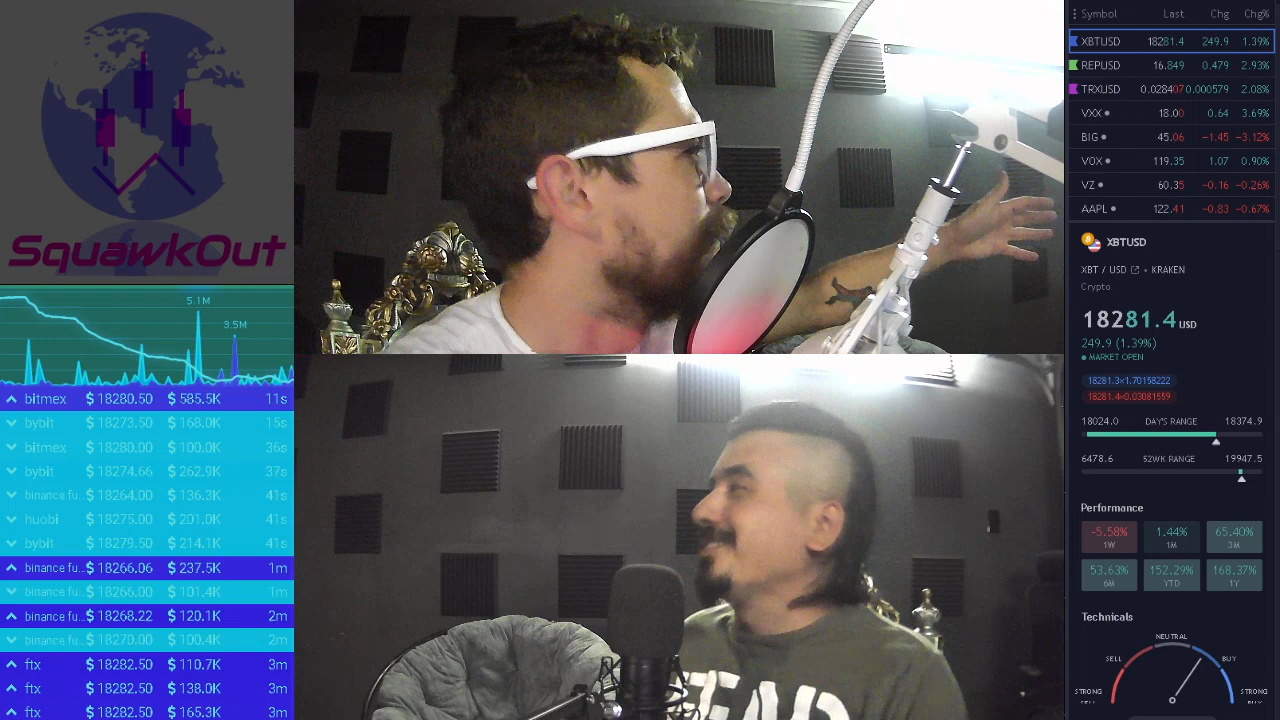 SquawkOut
5.1M
3.5M
bitmex $ 18280.50 $ 585.5K 11s
bybit $ 18273.50 $ 168.0K 15s
bitmex $ 18280.00 $ 100.0K 36s
bybit $ 18274.66 $ 262.9K 37s
binance fu... $ 18264.00 $ 136.3K 41s
huobi $ 18275.00 $ 201.0K 41s
bybit $ 18279.50 $ 214.1K 41s
binance fu... $ 18266.06 $ 237.5K 1m
binance fu... $ 18266.00 $ 101.4K 1m
binance fu... $ 18268.22 $ 120.1K 2m
binance fu... $ 18270.00 $ 100.4K 2m
ftx $ 18282.50 $ 110.7K 3m
ftx $ 18282.50 $ 138.0K 3m
ftx $ 18282.50 $ 165.3K 3m
Symbol Last Chg Chg%
XBTUSD 18281.4 249.9 1.39%
REPUSD 16.849 0.479 2.93%
TRXUSD 0.028407 0.000579 2.08%
VXX 18.00 0.64 3.69%
BIG 45.06 −1.45 −3.12%
VOX 119.35 1.07 0.90%
VZ 60.35 −0.16 −0.26%
AAPL 122.41 −0.83 −0.67%
XBTUSD
XBT / USD • KRAKEN
Crypto
18281.4 USD
249.9 (1.39%)
MARKET OPEN
18281.3×1.70158222
18281.4×0.03081559
18024.0 DAY'S RANGE 18374.9
6478.6 52WK RANGE 19947.5
Performance
-5.58% 1.44% 65.40%
1W 1M 3M
53.63% 152.29% 168.37%
6M YTD 1Y
Technicals
NEUTRAL
SELL BUY
STRONG STRONG